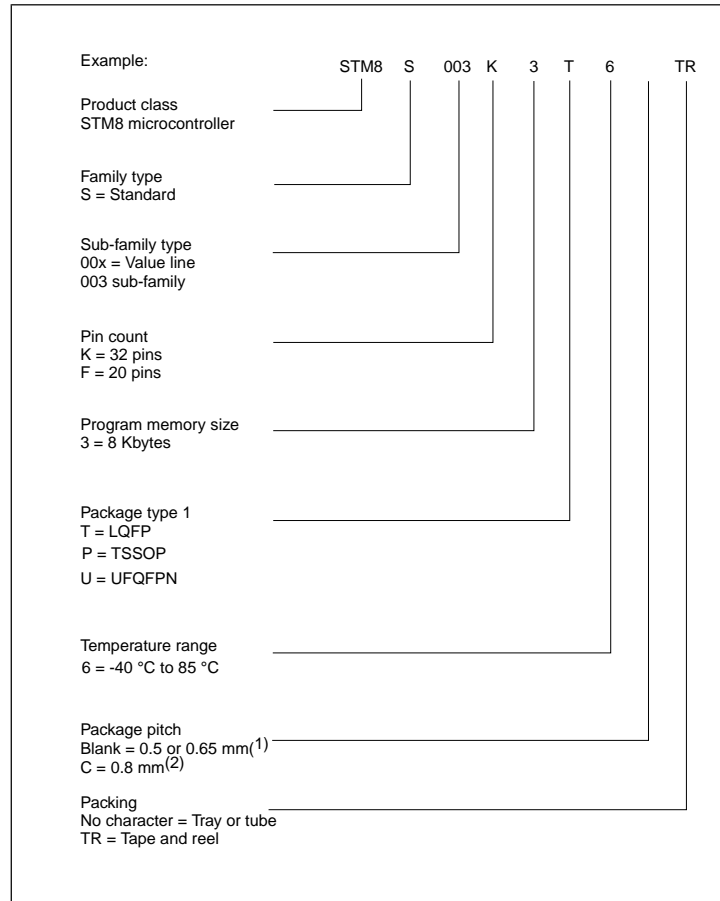 Example:
STM8 S 003 K 3 T 6 TR
Product class
STM8 microcontroller
Family type
S = Standard
Sub-family type
00x = Value line
003 sub-family
Pin count
K = 32 pins
F = 20 pins
Program memory size
3 = 8 Kbytes
Package type 1
T = LQFP
P = TSSOP
U = UFQFPN
Temperature range
6 = -40 °C to 85 °C
Package pitch
Blank = 0.5 or 0.65 mm(1)
C = 0.8 mm(2)
Packing
No character = Tray or tube
TR = Tape and reel